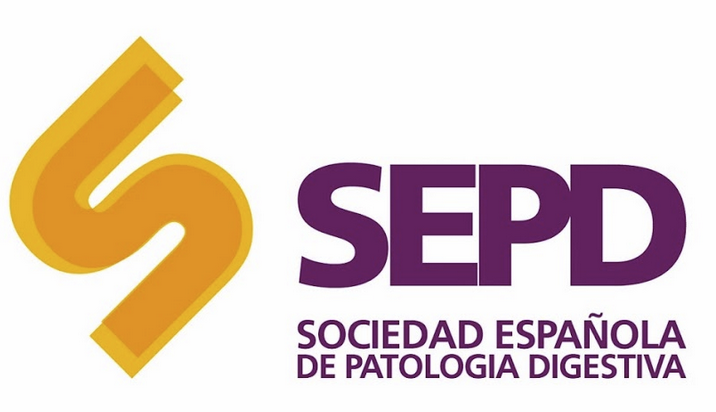 SEPD
SOCIEDAD ESPAÑOLA
DE PATOLOGIA DIGESTIVA